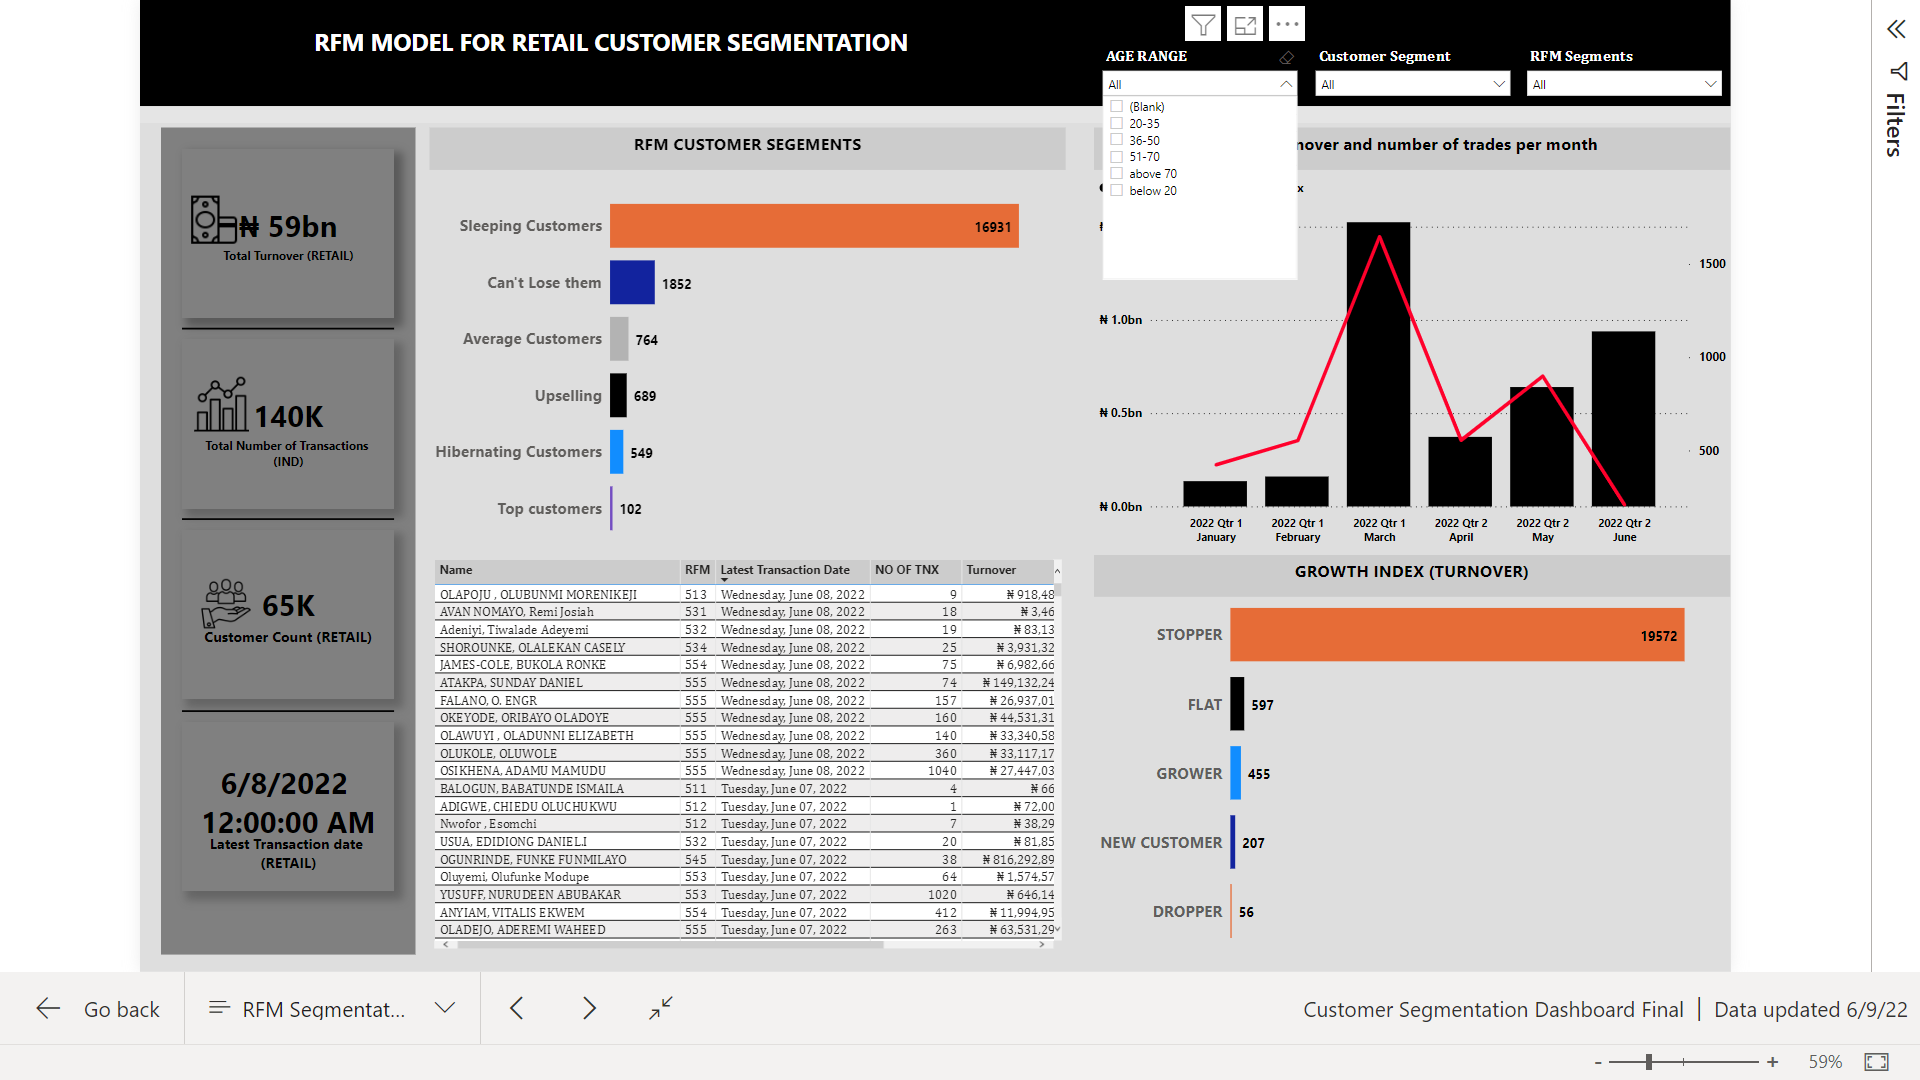 RFM MODEL FOR RETAIL CUSTOMER SEGMENTATION
AGE RANGE
All
(Blank)
20-35
36-50
51-70
above 70
below 20
Customer Segment
All
RFM Segments
All
Filters
₦ 59bn
Total Turnover (RETAIL)
140K
Total Number of Transactions
(IND)
65K
Customer Count (RETAIL)
6/8/2022
12:00:00 AM
Latest Transaction date
(RETAIL)
RFM CUSTOMER SEGEMENTS
Sleeping Customers 16931
Can't Lose them 1852
Average Customers 764
Upselling 689
Hibernating Customers 549
Top customers 102
and number of trades per month
1500
₦ 1.0bn
1000
₦ 0.5bn
500
₦ 0.0bn
2022 Qtr 1 2022 Qtr 1 2022 Qtr 1 2022 Qtr 2 2022 Qtr 2 2022 Qtr 2
January February March April May June
Name RFM Latest Transaction Date NO OF TNX Turnover
OLAPOJU , OLUBUNMI MORENIKEJI 513 Wednesday, June 08, 2022 9 ₦ 918,48
AVAN NOMAYO, Remi Josiah 531 Wednesday, June 08, 2022 18 ₦ 3,46
Adeniyi, Tiwalade Adeyemi 532 Wednesday, June 08, 2022 19 ₦ 83,13
SHOROUNKE, OLALEKAN CASELY 534 Wednesday, June 08, 2022 25 ₦ 3,931,32
JAMES-COLE, BUKOLA RONKE 554 Wednesday, June 08, 2022 75 ₦ 6,982,66
ATAKPA, SUNDAY DANIEL 555 Wednesday, June 08, 2022 74 ₦ 149,132,24
FALANO, O. ENGR 555 Wednesday, June 08, 2022 157 ₦ 26,937,01
OKEYODE, ORIBAYO OLADOYE 555 Wednesday, June 08, 2022 160 ₦ 44,531,31
OLAWUYI , OLADUNNI ELIZABETH 555 Wednesday, June 08, 2022 140 ₦ 33,340,58
OLUKOLE, OLUWOLE 555 Wednesday, June 08, 2022 360 ₦ 33,117,17
OSIKHENA, ADAMU MAMUDU 555 Wednesday, June 08, 2022 1040 ₦ 27,447,03
BALOGUN, BABATUNDE ISMAILA 511 Tuesday, June 07, 2022 4 ₦ 66
ADIGWE, CHIEDU OLUCHUKWU 512 Tuesday, June 07, 2022 1 ₦ 72,00
Nwofor , Esomchi 512 Tuesday, June 07, 2022 7 ₦ 38,29
USUA, EDIDIONG DANIEL.I 532 Tuesday, June 07, 2022 20 ₦ 81,85
OGUNRINDE, FUNKE FUNMILAYO 545 Tuesday, June 07, 2022 38 ₦ 816,292,89
Oluyemi, Olufunke Modupe 553 Tuesday, June 07, 2022 64 ₦ 1,574,57
YUSUFF, NURUDEEN ABUBAKAR 553 Tuesday, June 07, 2022 1020 ₦ 646,14
ANYIAM, VITALIS EKWEM 554 Tuesday, June 07, 2022 412 ₦ 11,994,95
OLADEJO, ADEREMI WAHEED 555 Tuesday, June 07, 2022 263 ₦ 63,531,29
GROWTH INDEX (TURNOVER)
STOPPER 19572
FLAT 597
GROWER 455
NEW CUSTOMER 207
DROPPER 56
Go back
RFM Segmentat...
Customer Segmentation Dashboard Final | Data updated 6/9/22
- + 59%